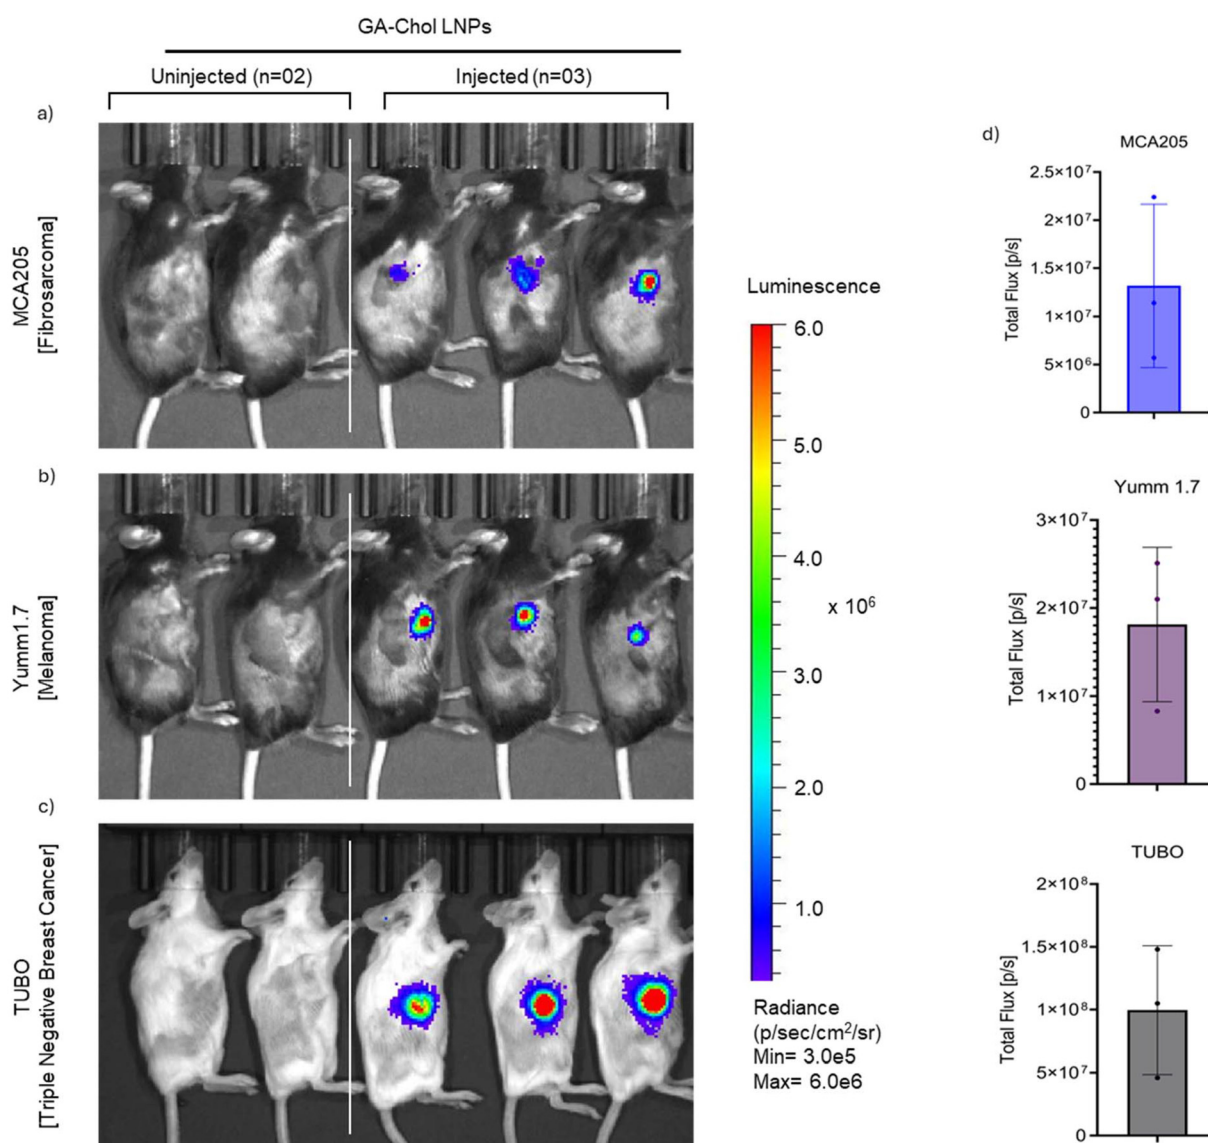 GA-Chol LNPs
Uninjected (n=02)
Injected (n=03)
a)
MCA205
[Fibrosarcoma]
b)
Yumm1.7
[Melanoma]
c)
TUBO
[Triple Negative Breast Cancer]
Luminescence
6.0
5.0
4.0
x 10⁶
3.0
2.0
1.0
Radiance
(p/sec/cm²/sr)
Min= 3.0e5
Max= 6.0e6
d)
MCA205
Total Flux [p/s]
2.5×10⁷
2×10⁷
1.5×10⁷
1×10⁷
5×10⁶
0
Yumm 1.7
Total Flux [p/s]
3×10⁷
2×10⁷
1×10⁷
0
TUBO
Total Flux [p/s]
2×10⁸
1.5×10⁸
1×10⁸
5×10⁷
0